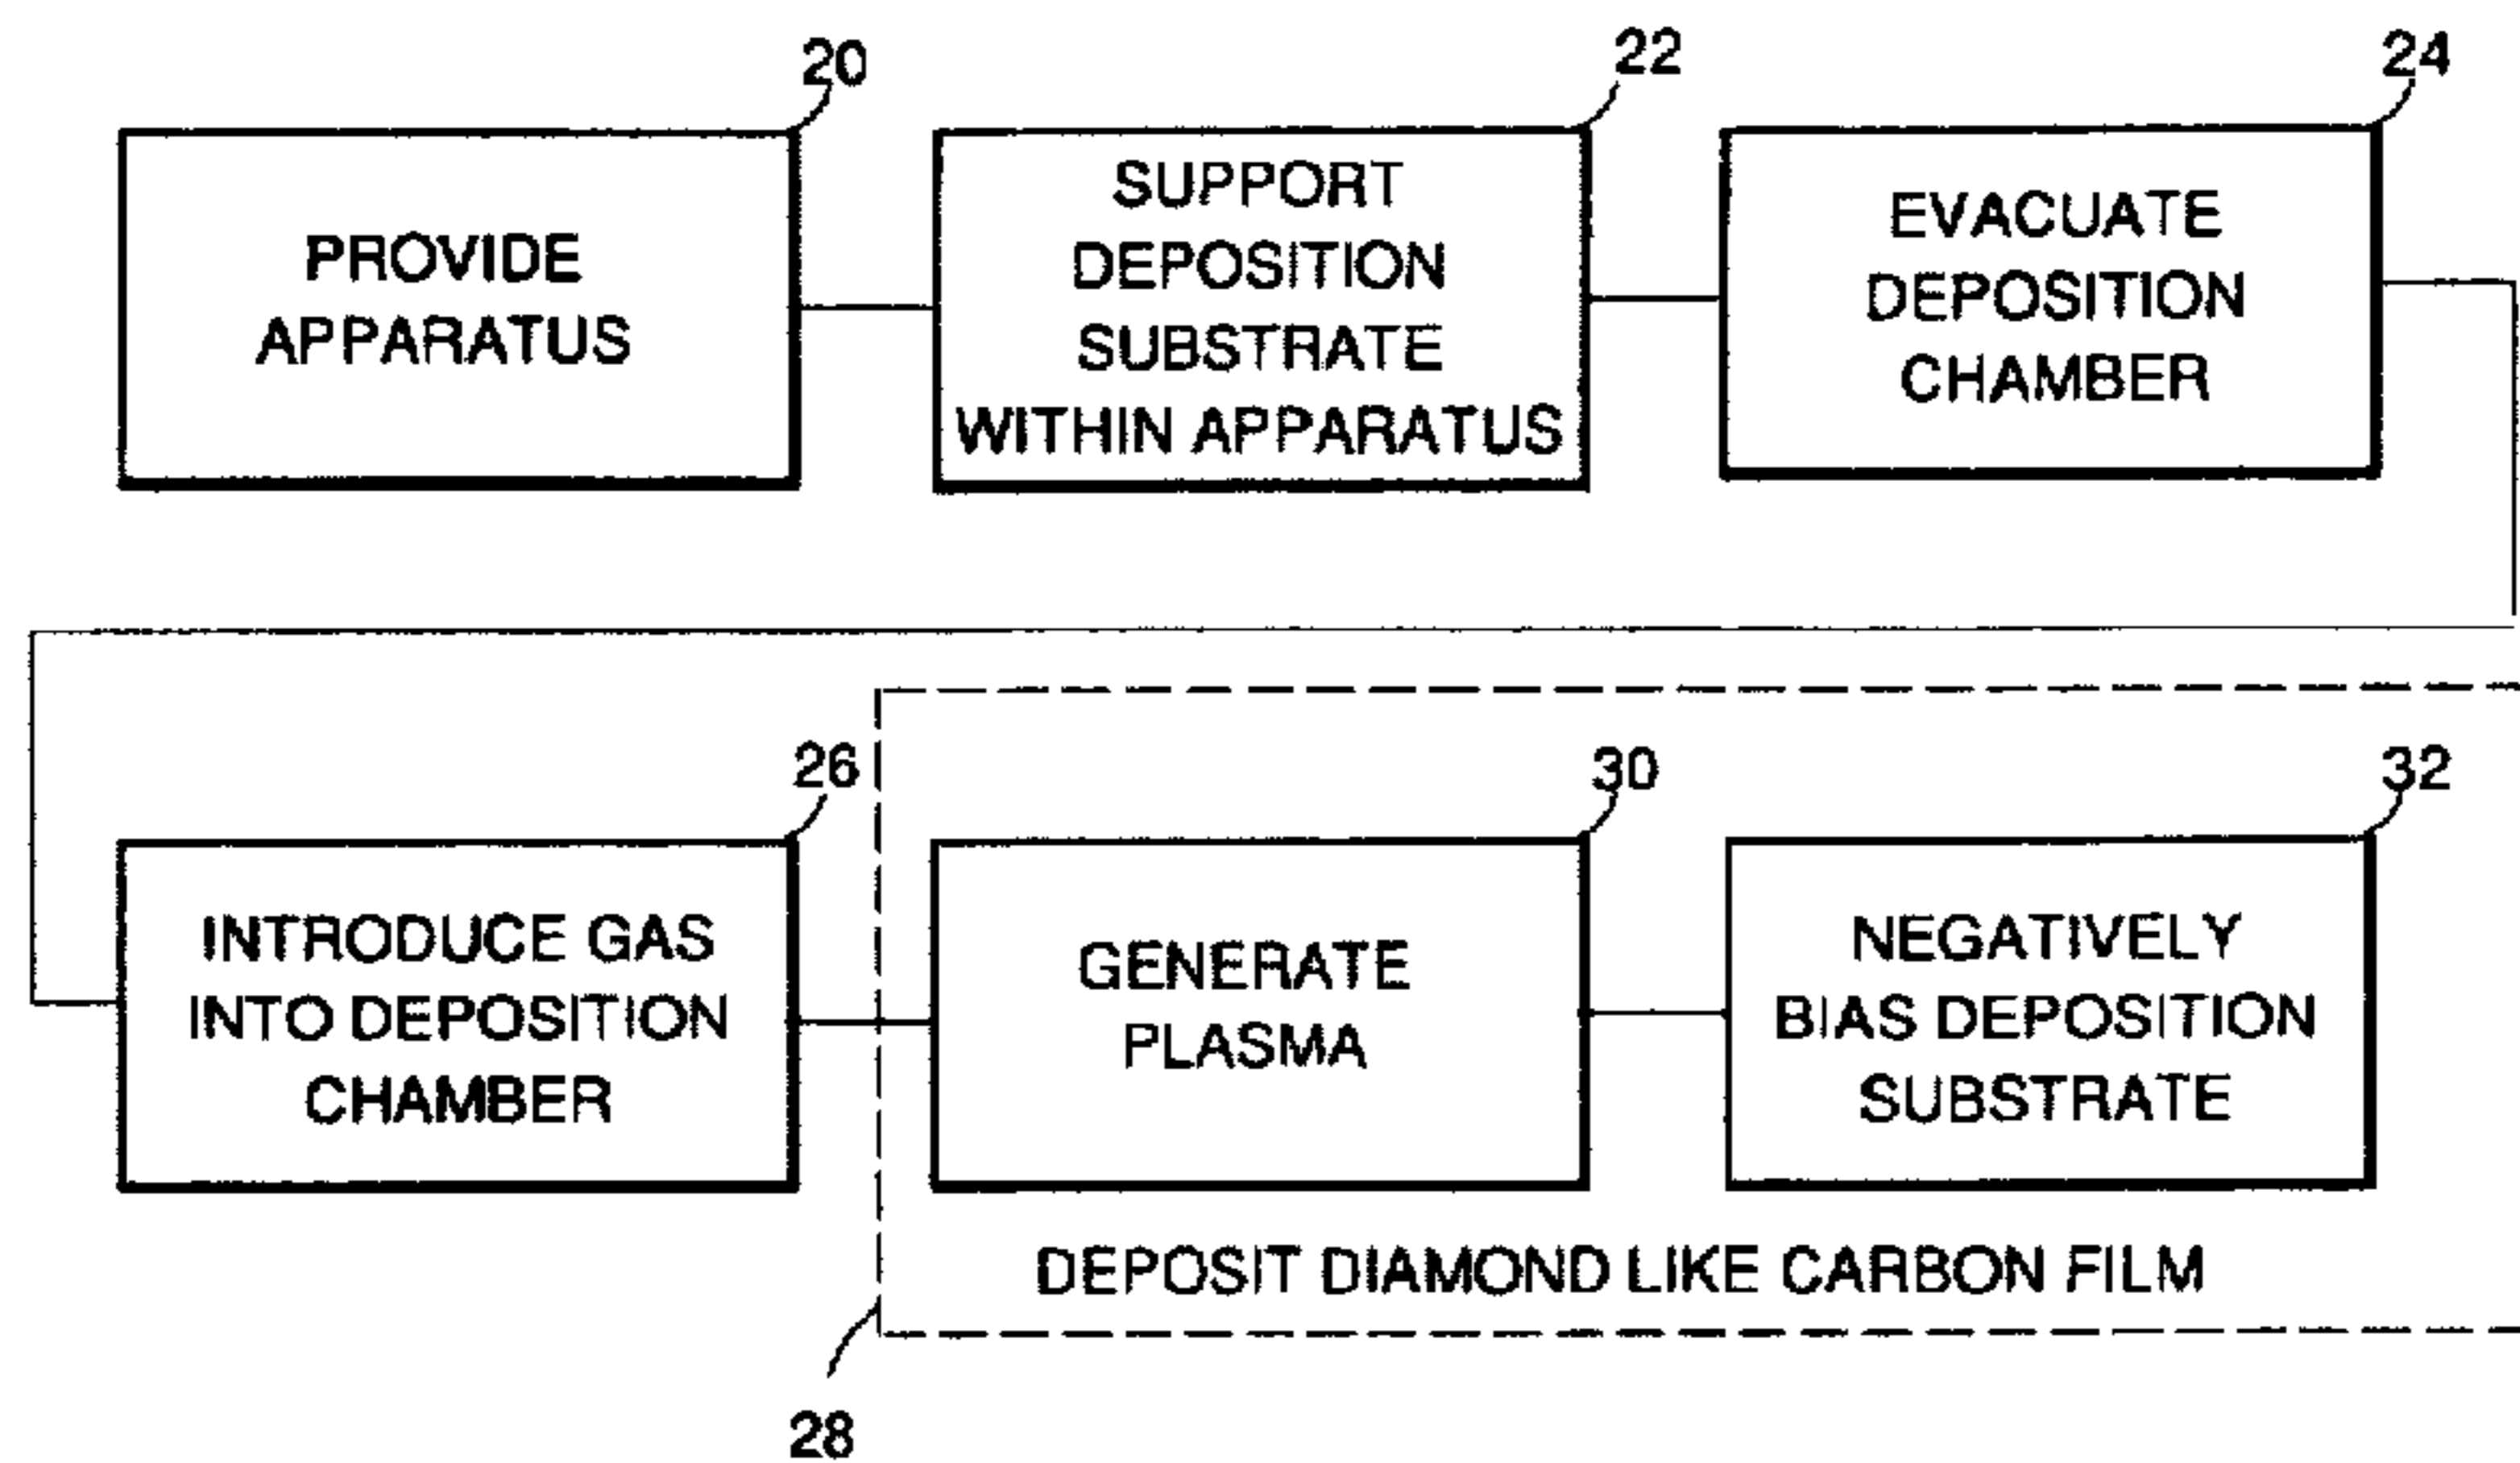 20
PROVIDE
APPARATUS
22
SUPPORT
DEPOSITION
SUBSTRATE
WITHIN APPARATUS
24
EVACUATE
DEPOSITION
CHAMBER
26
INTRODUCE GAS
INTO DEPOSITION
CHAMBER
30
GENERATE
PLASMA
32
NEGATIVELY
BIAS DEPOSITION
SUBSTRATE
DEPOSIT DIAMOND LIKE CARBON FILM
28